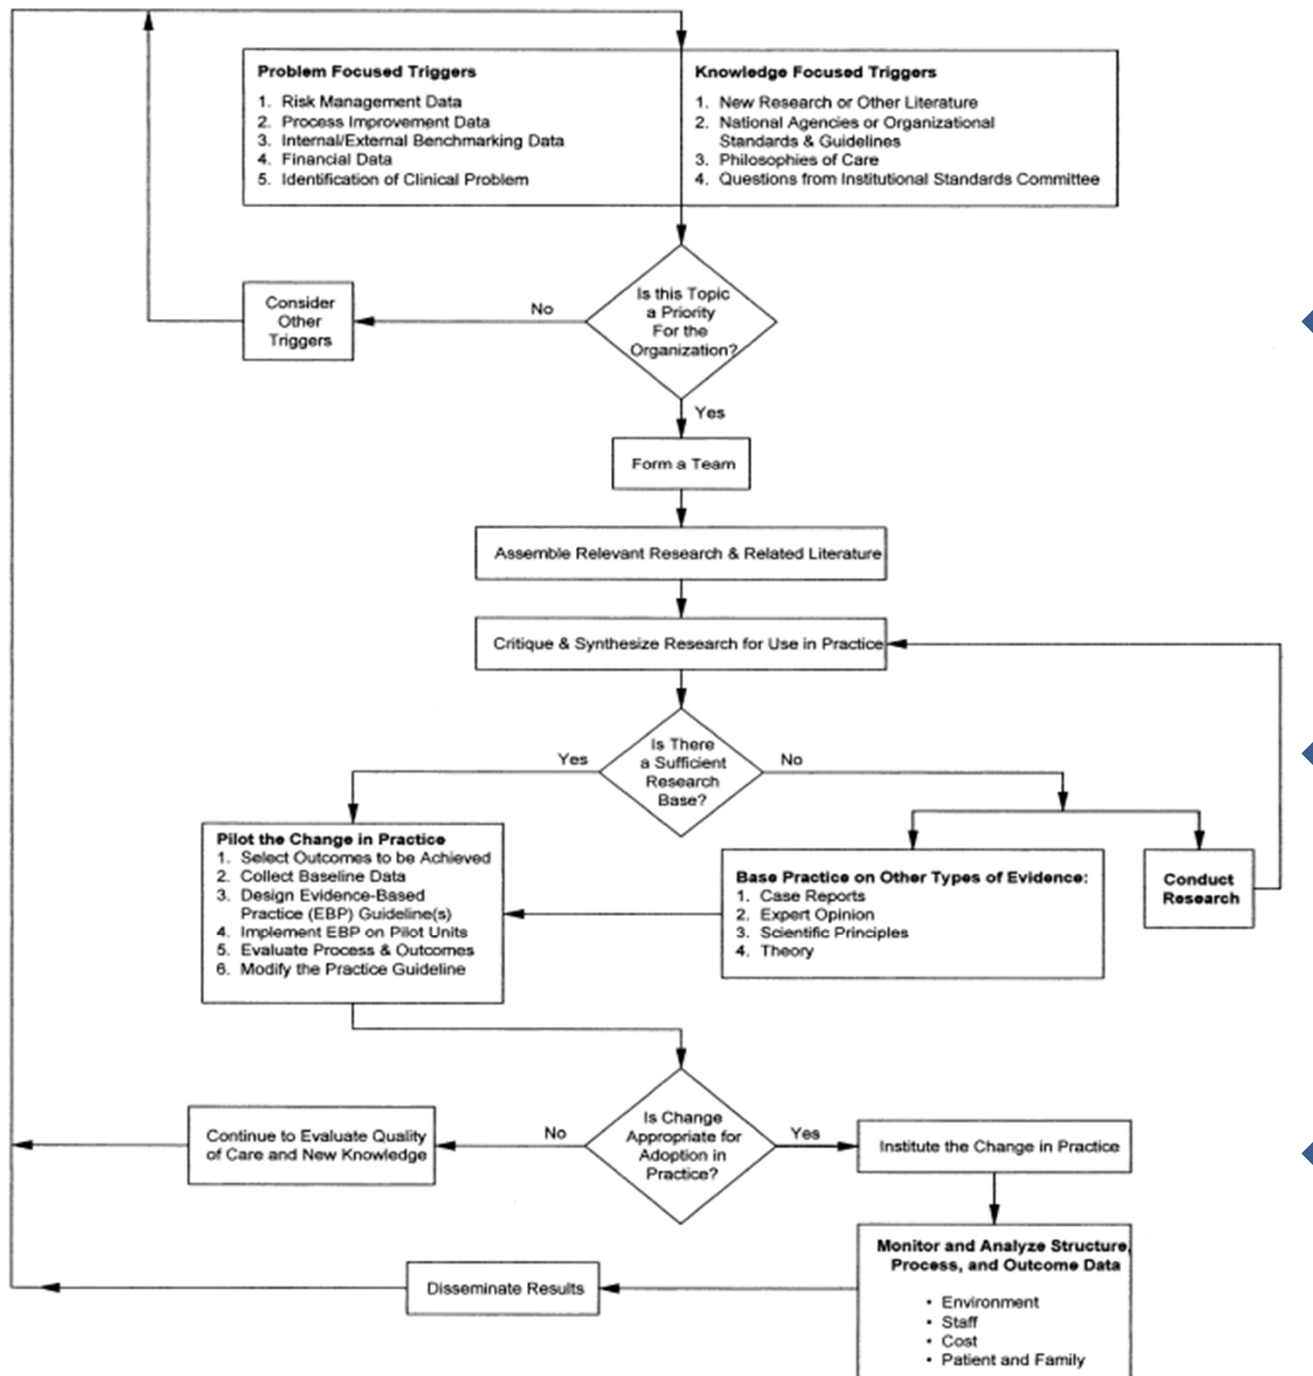 Problem Focused Triggers
1. Risk Management Data
2. Process Improvement Data
3. Internal/External Benchmarking Data
4. Financial Data
5. Identification of Clinical Problem
Knowledge Focused Triggers
1. New Research or Other Literature
2. National Agencies or Organizational
Standards & Guidelines
3. Philosophies of Care
4. Questions from Institutional Standards Committee
Consider
Other
Triggers
No
Is this Topic
a Priority
For the
Organization?
Yes
Form a Team
Assemble Relevant Research & Related Literature
Critique & Synthesize Research for Use in Practice
Yes
Is There
a Sufficient
Research
Base?
No
Pilot the Change in Practice
1. Select Outcomes to be Achieved
2. Collect Baseline Data
3. Design Evidence-Based
Practice (EBP) Guideline(s)
4. Implement EBP on Pilot Units
5. Evaluate Process & Outcomes
6. Modify the Practice Guideline
Base Practice on Other Types of Evidence:
1. Case Reports
2. Expert Opinion
3. Scientific Principles
4. Theory
Conduct
Research
Continue to Evaluate Quality
of Care and New Knowledge
No
Is Change
Appropriate for
Adoption in
Practice?
Yes
Institute the Change in Practice
Monitor and Analyze Structure,
Process, and Outcome Data
• Environment
• Staff
• Cost
• Patient and Family
Disseminate Results